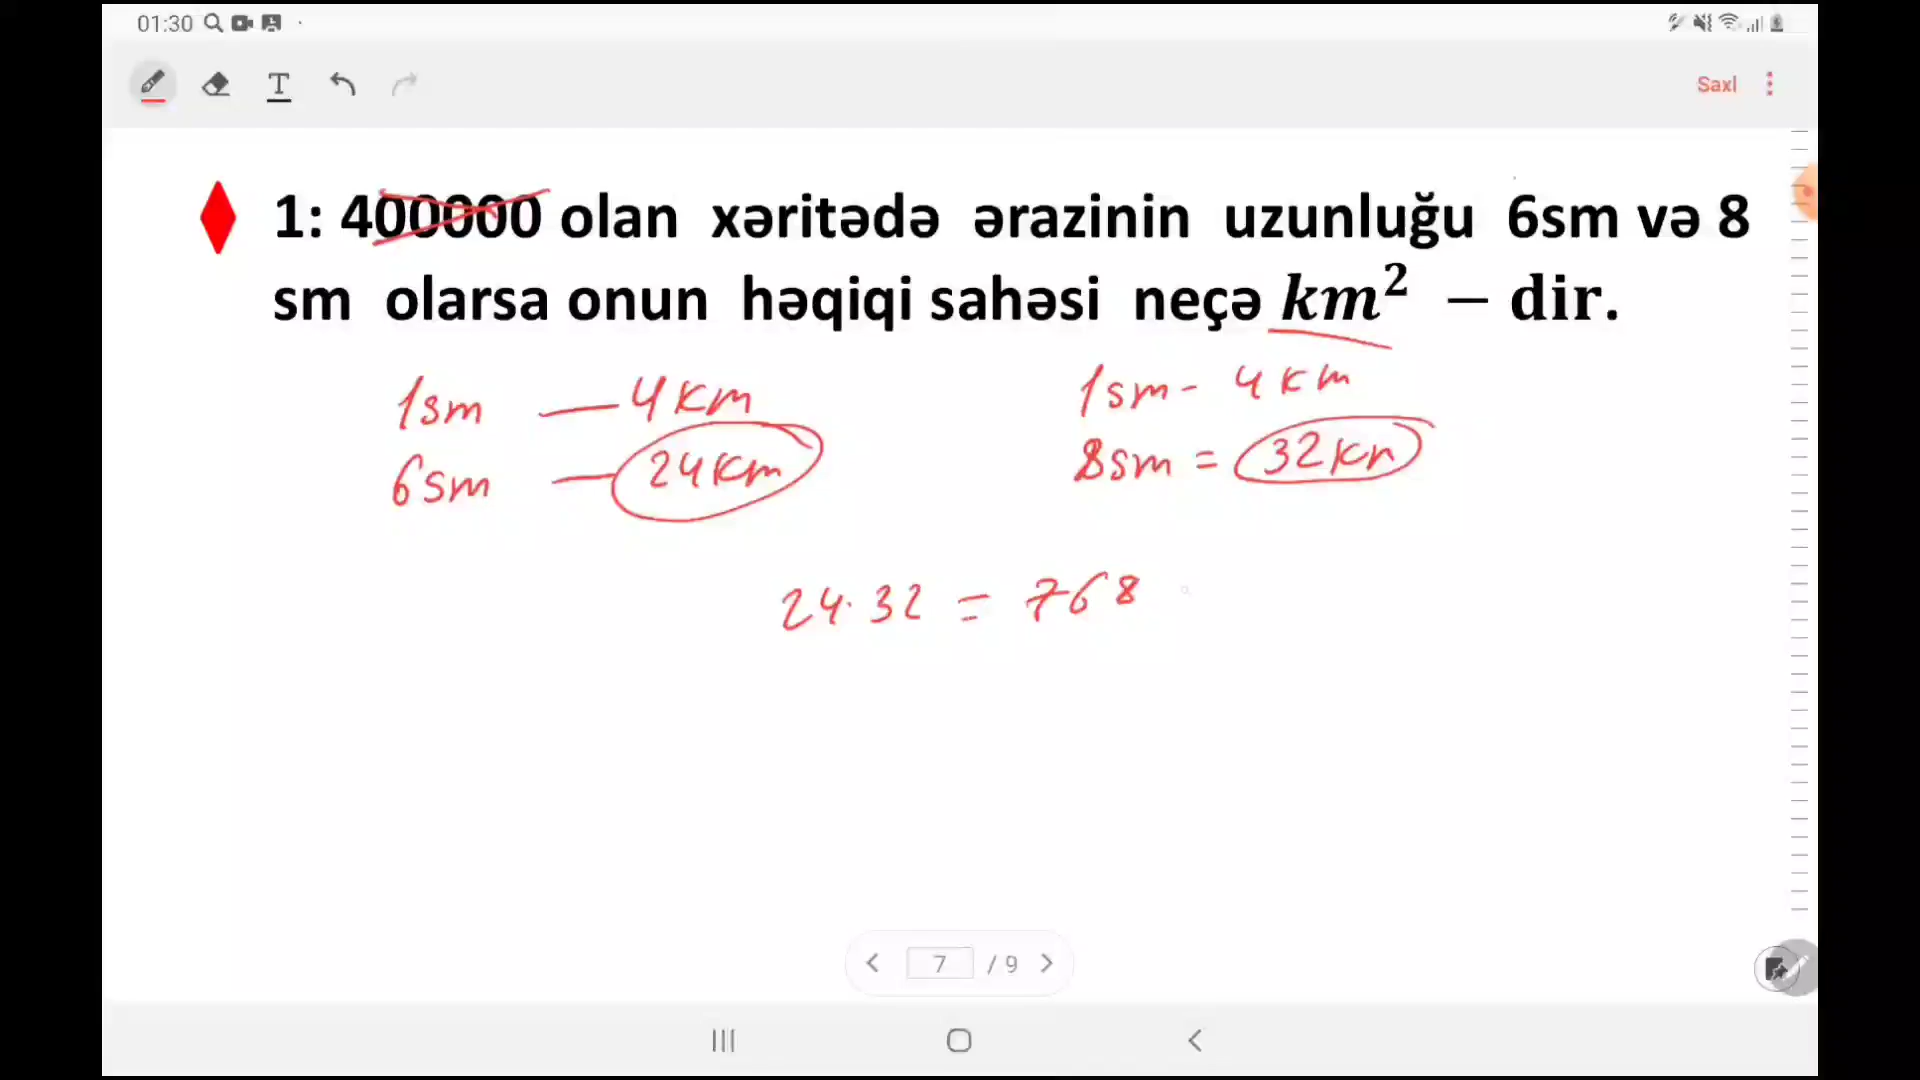 01:30
Saxl
1: 400000 olan xəritədə ərazinin uzunluğu 6sm və 8
sm olarsa onun həqiqi sahəsi neçə km² – dir.
1sm — 4km
6sm — 24km
1sm - 4km
8sm = 32km
24·32 = 768
7 / 9